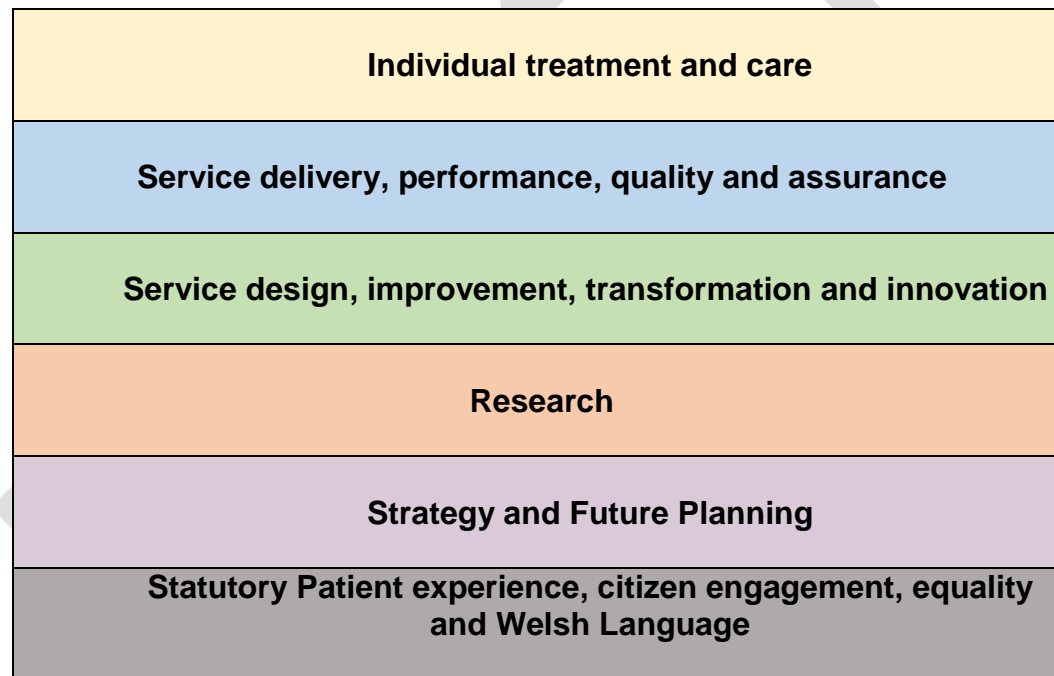 Individual treatment and care
Service delivery, performance, quality and assurance
Service design, improvement, transformation and innovation
Research
Strategy and Future Planning
Statutory Patient experience, citizen engagement, equality
and Welsh Language